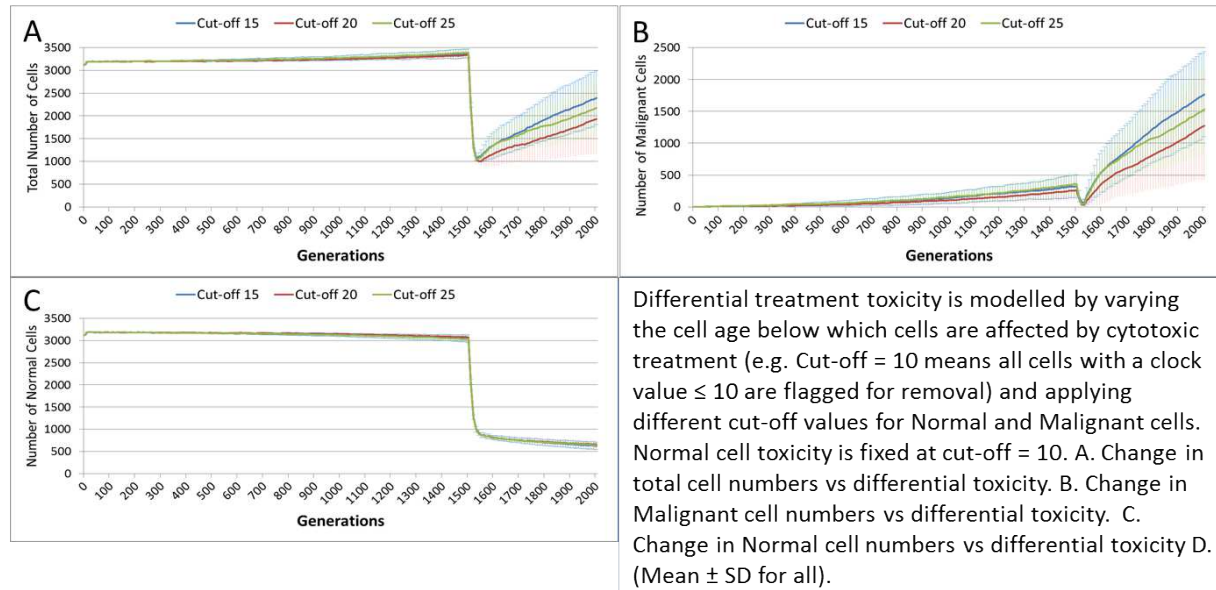 A
Cut-off 15 Cut-off 20 Cut-off 25
3500
3000
2500
2000
1500
1000
500
0
Total Number of Cells
0 100 200 300 400 500 600 700 800 900 1000 1100 1200 1300 1400 1500 1600 1700 1800 1900 2000
Generations
B
Cut-off 15 Cut-off 20 Cut-off 25
2500
2000
1500
1000
500
0
Number of Malignant Cells
0 100 200 300 400 500 600 700 800 900 1000 1100 1200 1300 1400 1500 1600 1700 1800 1900 2000
Generations
C
Cut-off 15 Cut-off 20 Cut-off 25
3500
3000
2500
2000
1500
1000
500
0
Number of Normal Cells
0 100 200 300 400 500 600 700 800 900 1000 1100 1200 1300 1400 1500 1600 1700 1800 1900 2000
Generations
Differential treatment toxicity is modelled by varying
the cell age below which cells are affected by cytotoxic
treatment (e.g. Cut-off = 10 means all cells with a clock
value ≤ 10 are flagged for removal) and applying
different cut-off values for Normal and Malignant cells.
Normal cell toxicity is fixed at cut-off = 10. A. Change in
total cell numbers vs differential toxicity. B. Change in
Malignant cell numbers vs differential toxicity. C.
Change in Normal cell numbers vs differential toxicity D.
(Mean ± SD for all).